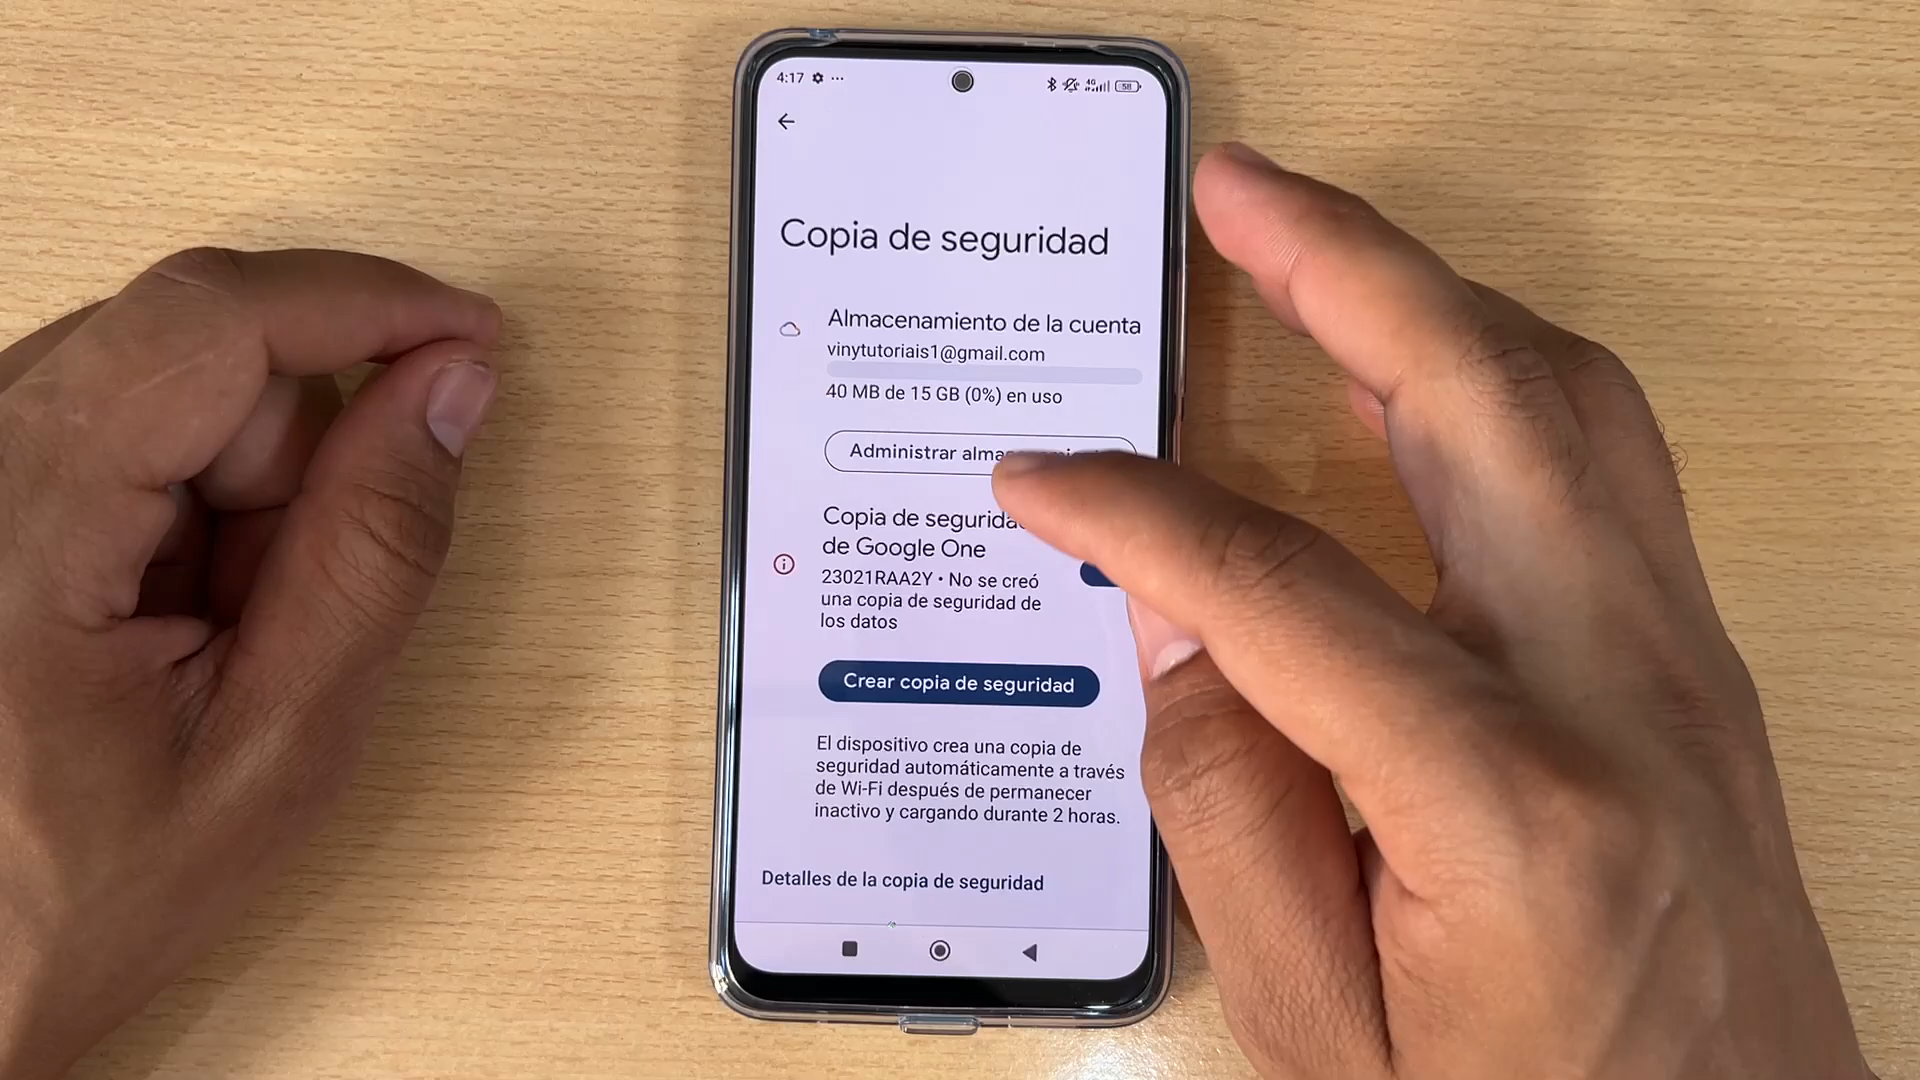 4:17
4G
58
Copia de seguridad
Almacenamiento de la cuenta
vinytutoriais1@gmail.com
40 MB de 15 GB (0%) en uso
Administrar
Copia de
de Google One
23021RAA2Y • No se creó
una copia de seguridad de
los datos
Crear copia de seguridad
El dispositivo crea una copia de
seguridad automáticamente a través
de Wi-Fi después de permanecer
inactivo y cargando durante 2 horas.
Detalles de la copia de seguridad